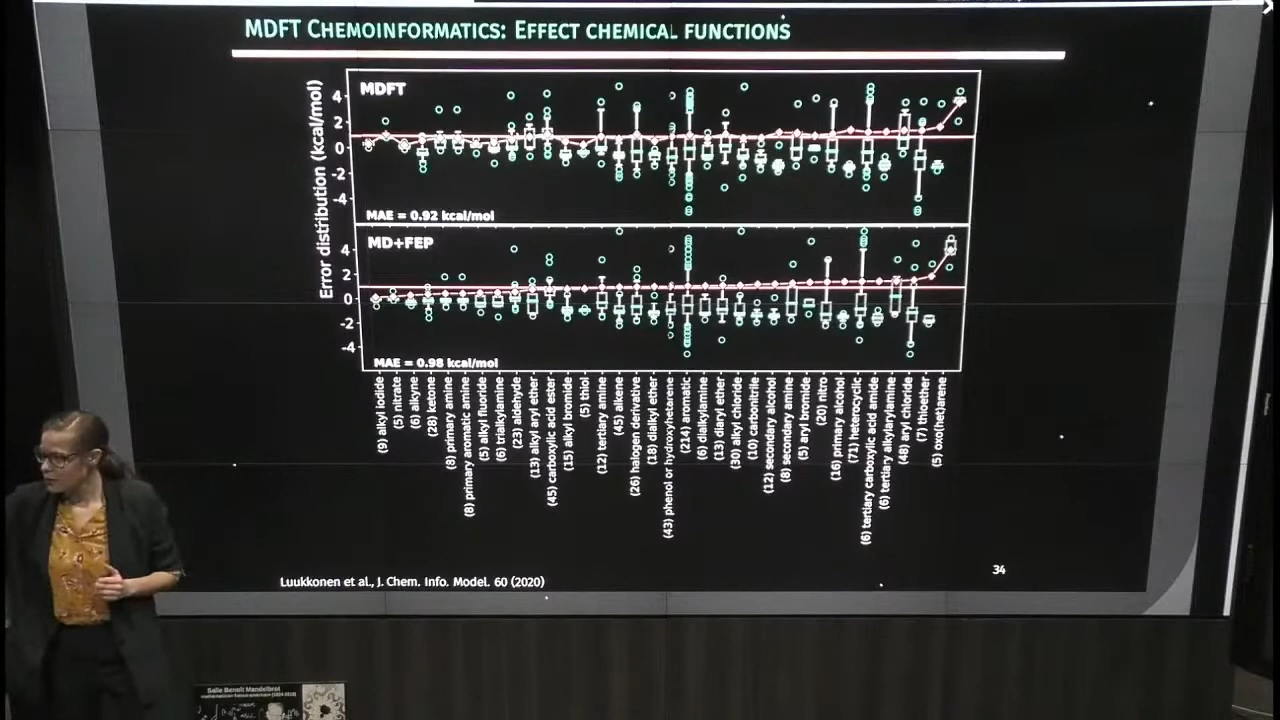 MDFT CHEMOINFORMATICS: EFFECT CHEMICAL FUNCTIONS
Error distribution (kcal/mol)
MDFT
4
2
0
-2
-4
MAE = 0.92 kcal/mol
MD+FEP
4
2
0
-2
-4
MAE = 0.98 kcal/mol
(9) alkyl iodide
(5) nitrate
(6) alkyne
(28) ketone
(8) primary amine
(8) primary aromatic amine
(5) alkyl fluoride
(6) trialkylamine
(23) aldehyde
(13) alkyl aryl ether
(45) carboxylic acid ester
(15) alkyl bromide
(5) thiol
(12) tertiary amine
(45) alkene
(26) halogen derivative
(18) dialkyl ether
(43) phenol or hydroxyhetarene
(214) aromatic
(6) dialkylamine
(13) diaryl ether
(30) alkyl chloride
(10) carbonitrile
(12) secondary alcohol
(8) secondary amine
(5) aryl bromide
(20) nitro
(16) primary alcohol
(71) heterocyclic
(6) tertiary carboxylic acid amide
(6) tertiary alkylarylamine
(48) aryl chloride
(7) thioether
(5) oxo(het)arene
Luukkonen et al., J. Chem. Info. Model. 60 (2020)
34
Salle Benoît Mandelbrot